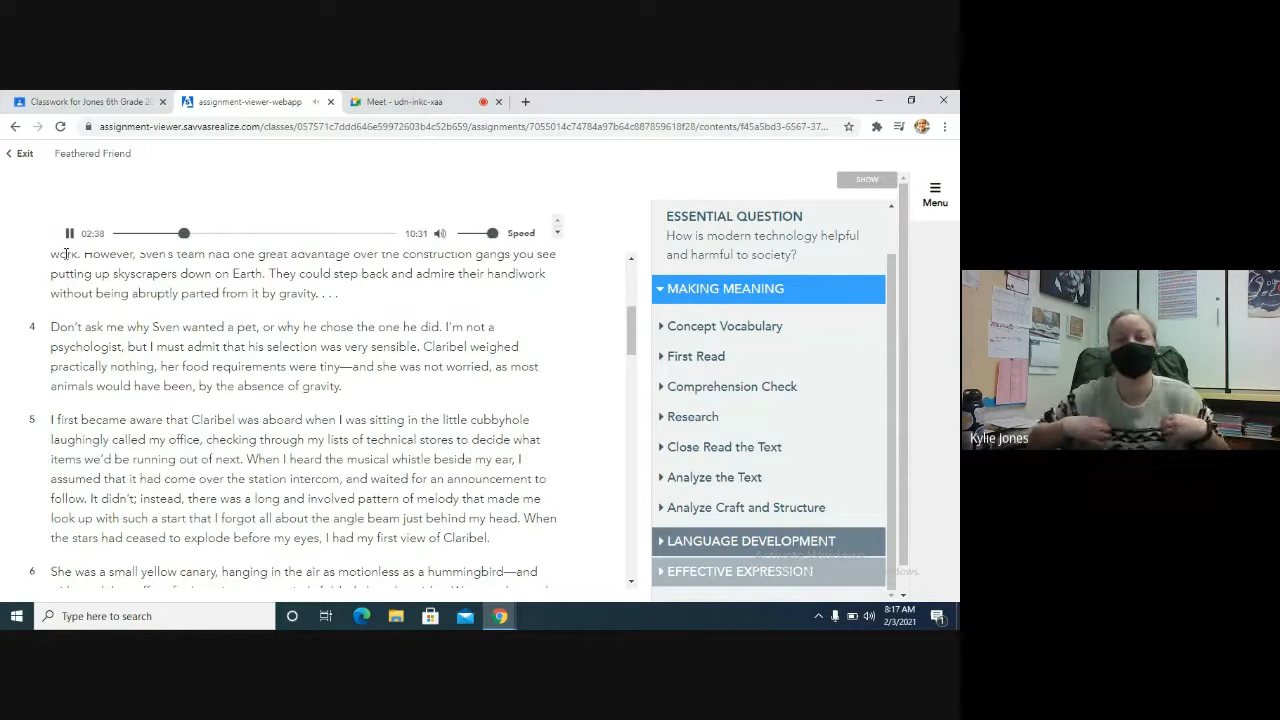 Classwork for Jones 6th Grade 2
assignment-viewer-webapp
Meet - udn-inkc-xaa
assignment-viewer.savvasrealize.com/classes/057571c7ddd646e59972603b4c52b659/assignments/7055014c74784a97b64c887859618f28/contents/f45a5bd3-6567-37...
Exit
Feathered Friend
SHOW
Menu
02:38
10:31
Speed
work. However, Sven's team had one great advantage over the construction gangs you see
putting up skyscrapers down on Earth. They could step back and admire their handiwork
without being abruptly parted from it by gravity. . . .
4 Don't ask me why Sven wanted a pet, or why he chose the one he did. I'm not a
psychologist, but I must admit that his selection was very sensible. Claribel weighed
practically nothing, her food requirements were tiny—and she was not worried, as most
animals would have been, by the absence of gravity.
5 I first became aware that Claribel was aboard when I was sitting in the little cubbyhole
laughingly called my office, checking through my lists of technical stores to decide what
items we'd be running out of next. When I heard the musical whistle beside my ear, I
assumed that it had come over the station intercom, and waited for an announcement to
follow. It didn't; instead, there was a long and involved pattern of melody that made me
look up with such a start that I forgot all about the angle beam just behind my head. When
the stars had ceased to explode before my eyes, I had my first view of Claribel.
6 She was a small yellow canary, hanging in the air as motionless as a hummingbird—and
ESSENTIAL QUESTION
How is modern technology helpful
and harmful to society?
MAKING MEANING
Concept Vocabulary
First Read
Comprehension Check
Research
Close Read the Text
Analyze the Text
Analyze Craft and Structure
LANGUAGE DEVELOPMENT
Activate Windows
EFFECTIVE EXPRESSION
Kylie Jones
Type here to search
8:17 AM
2/3/2021